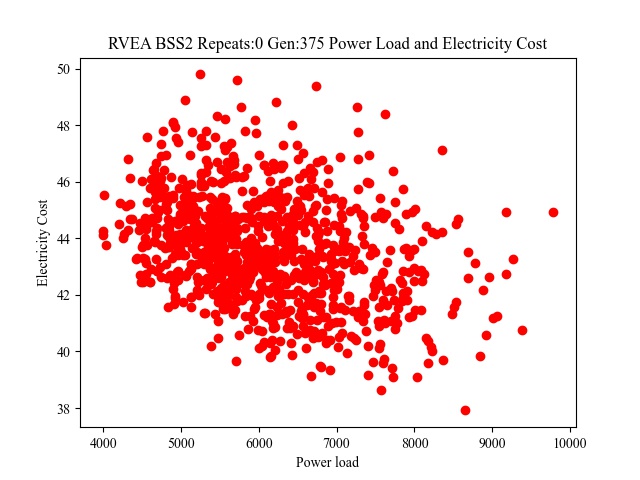 RVEA BSS2 Repeats:0 Gen:375 Power Load and Electricity Cost
50
48
46
44
42
40
38
Electricity Cost
4000 5000 6000 7000 8000 9000 10000
Power load